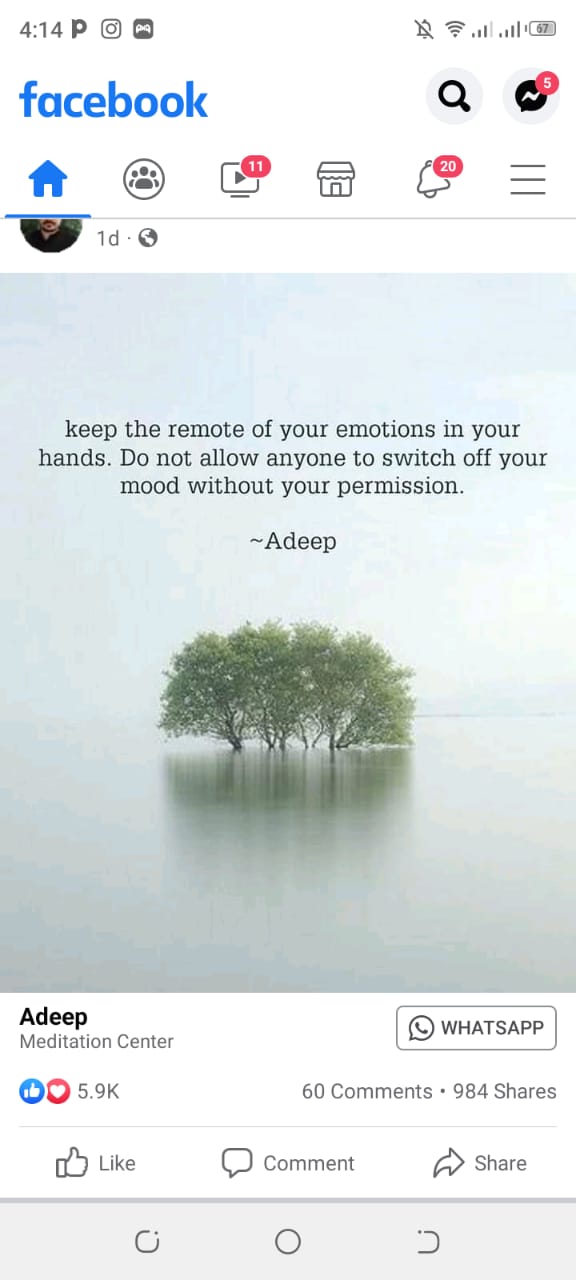 4:14
67
facebook
5
11
20
1d ·
keep the remote of your emotions in your
hands. Do not allow anyone to switch off your
mood without your permission.
~Adeep
Adeep
Meditation Center
WHATSAPP
5.9K
60 Comments • 984 Shares
Like
Comment
Share